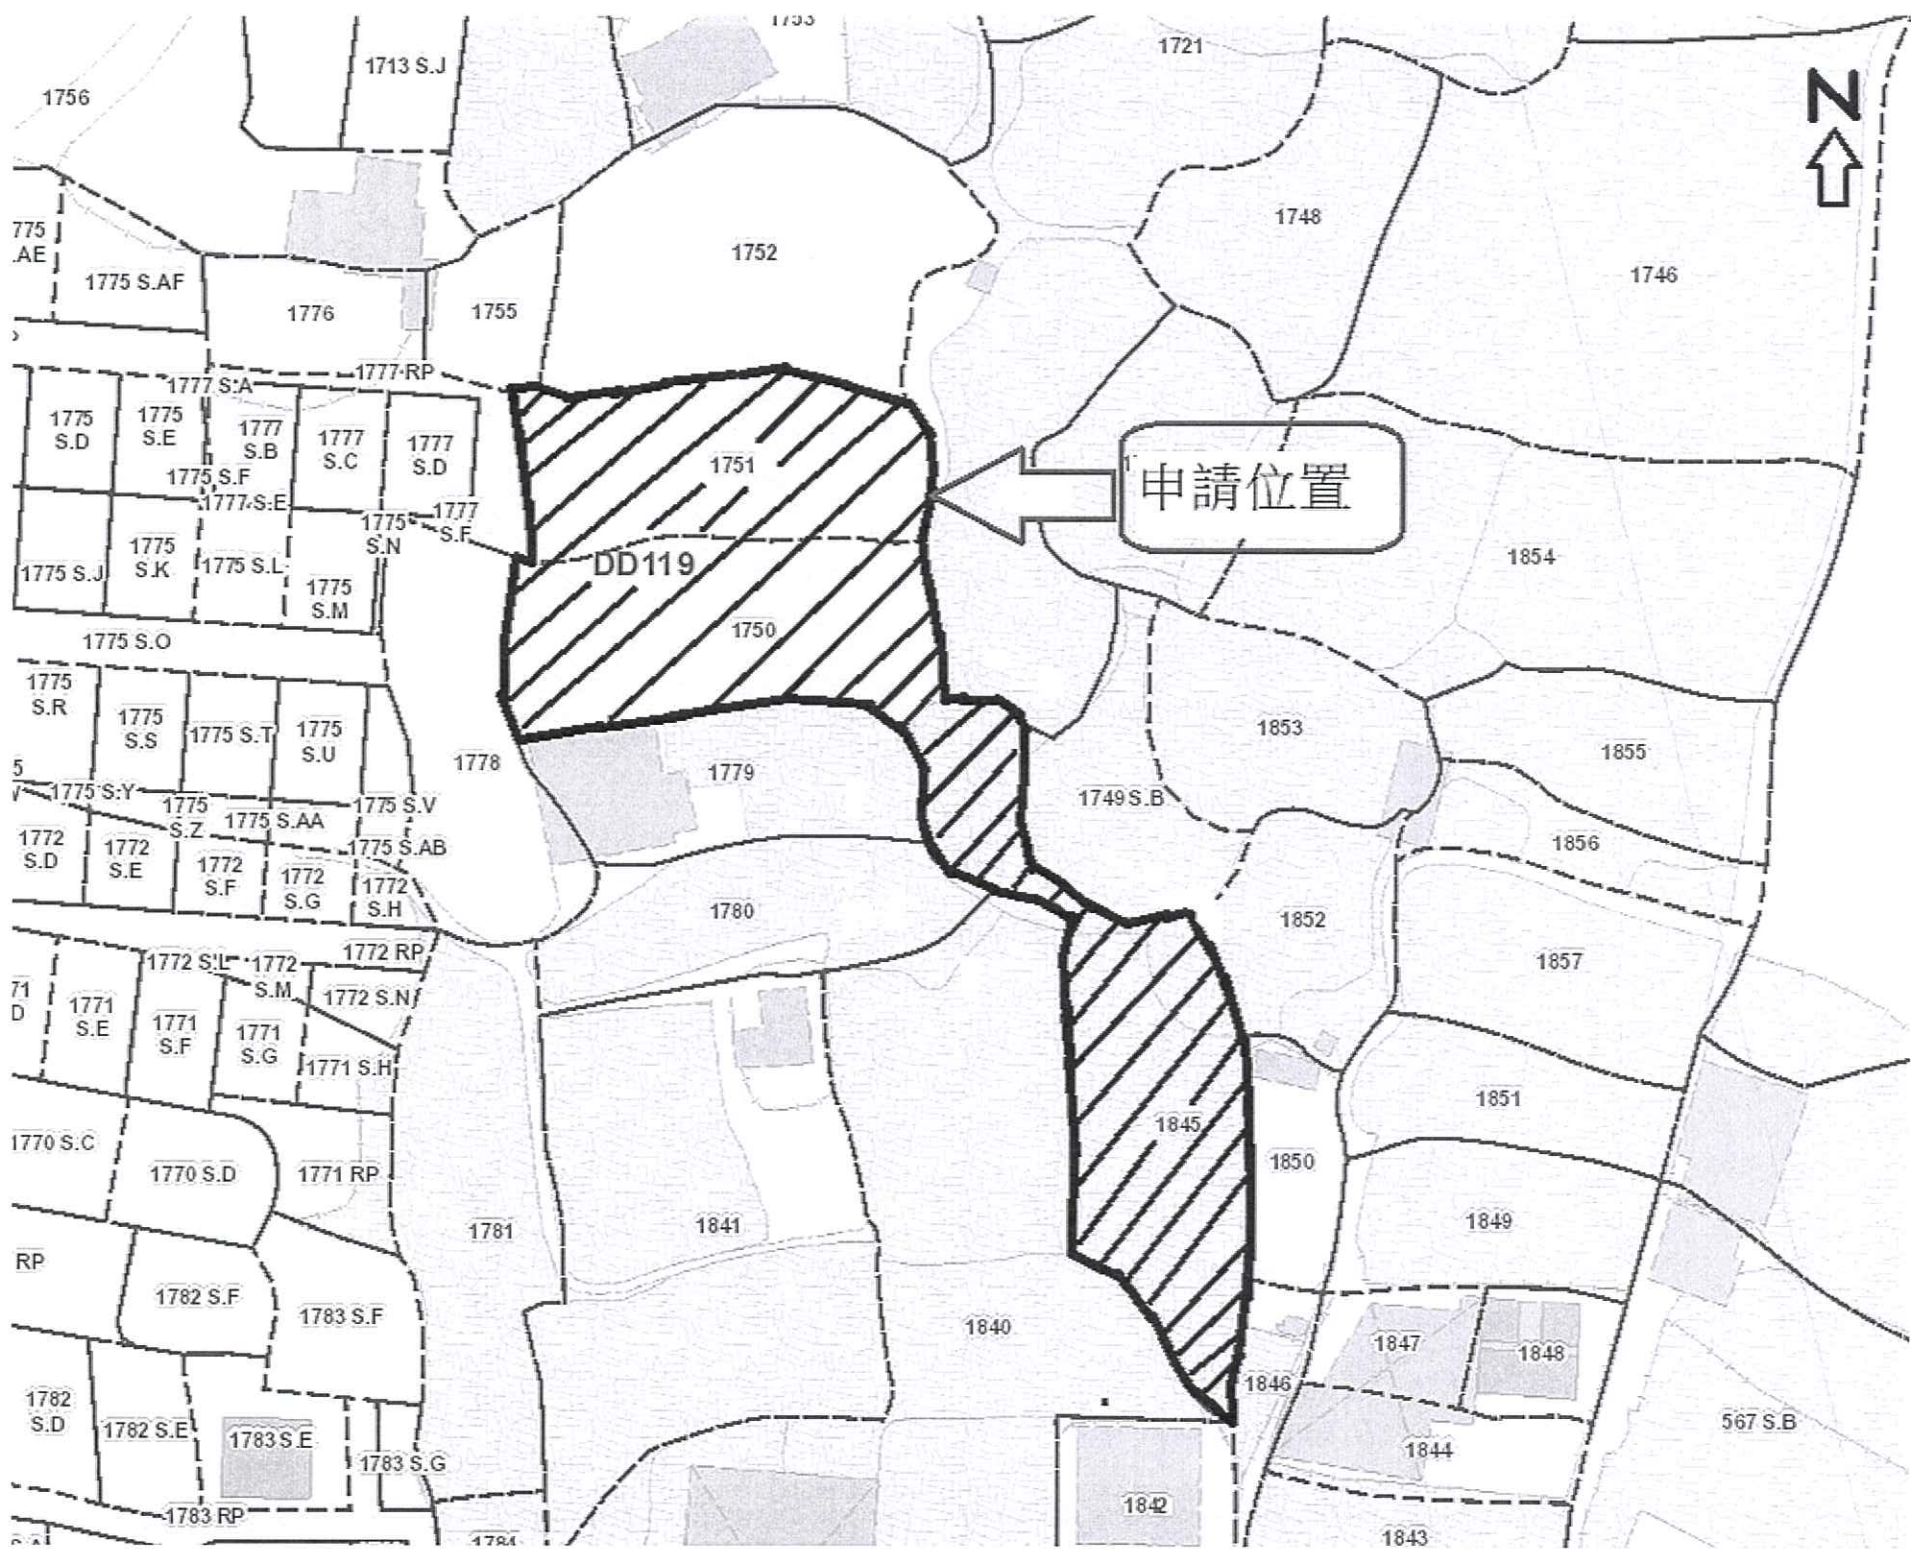 1753
1721
1713 S.J
1756
N
1748
1752
1746
775
.AE
1775 S.AF
1776
1755
1777 RP
1777 S.A
1775
S.D
1775
S.E
1777
S.B
1777
S.C
1777
S.D
1751
申請位置
1775 S.F
1777 S.E
1777
S.F
1775
S.N
1775 S.J
1775
S.K
1775 S.L
1775
S.M
DD119
1854
1750
1775 S.O
1775
S.R
1775
S.S
1775 S.T
1775
S.U
1778
1779
1853
1855
1749 S.B
1775 S.Y
1775
S.Z
1775 S.AA
1775 S.V
1775 S.AB
1772
S.D
1772
S.E
1772
S.F
1772
S.G
1772
S.H
1856
1780
1852
1857
1772 RP
1772 S.L
1772
S.M
1772 S.N
71
D
1771
S.E
1771
S.F
1771
S.G
1771 S.H
1851
1845
1850
1770 S.C
1770 S.D
1771 RP
1781
1841
1849
RP
1782 S.F
1783 S.F
1840
1847
1848
1846
1782
S.D
1782 S.E
1783 S.E
1783 S.G
567 S.B
1844
1842
1783 RP
1784
1843